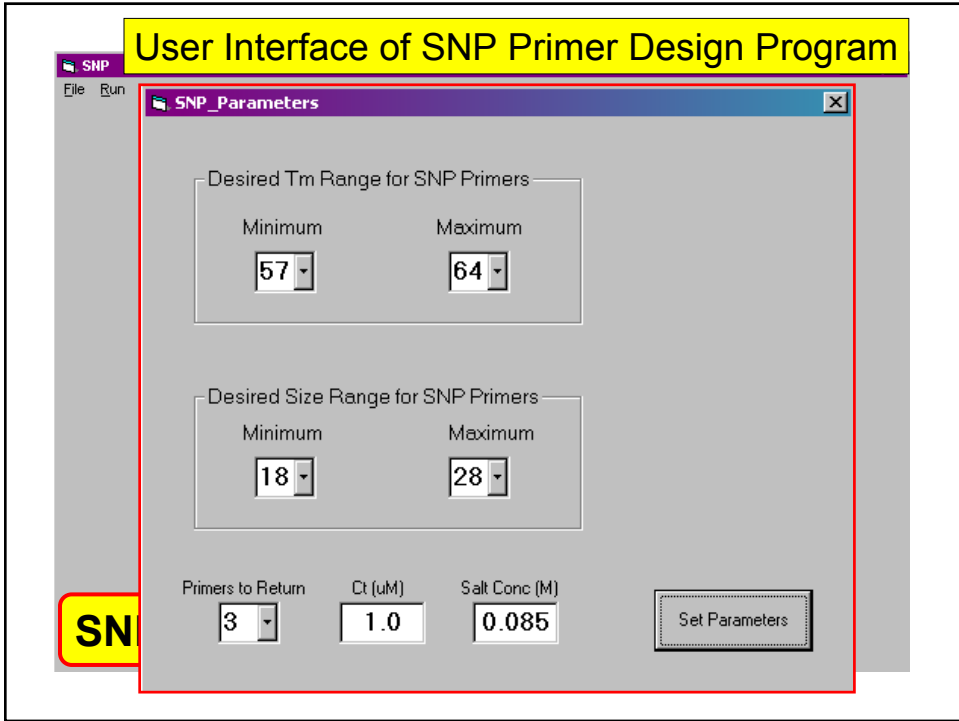 User Interface of SNP Primer Design Program
SNP
File Run
SNP_Parameters
Desired Tm Range for SNP Primers
Minimum Maximum
57 64
Desired Size Range for SNP Primers
Minimum Maximum
18 28
Primers to Return Ct (uM) Salt Conc (M)
3 1.0 0.085
Set Parameters